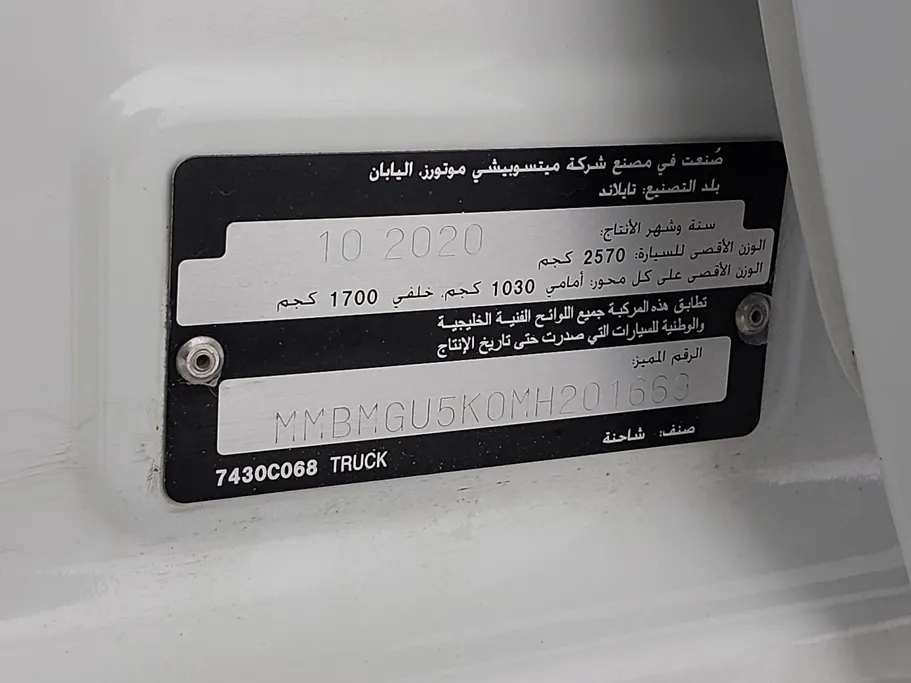 صُنعت في مصنع شركة ميتسوبيشي موتورز. اليابان
بلد التصنيع: تايلاند
سنة وشهر الأنتاج:
10 2020
الوزن الأقصى للسيارة: 2570 كجم
الوزن الأقصى على كل محور: أمامي 1030 كجم. خلفي 1700 كجم
تطابق هذه المركبة جميع اللوائح الفنية الخليجية
والوطنية للسيارات التي صدرت حتى تاريخ الإنتاج
الرقم المميز:
MMBMGU5K0MH201669
صنف: شاحنة
7430C068 TRUCK